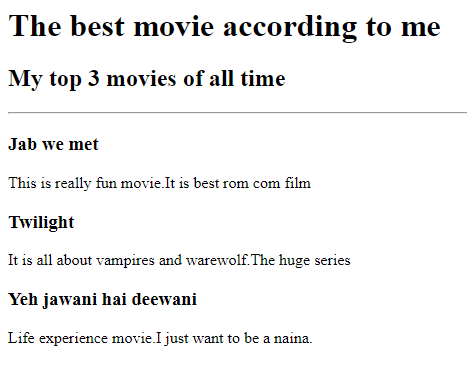 The best movie according to me
My top 3 movies of all time
Jab we met
This is really fun movie.It is best rom com film
Twilight
It is all about vampires and warewolf.The huge series
Yeh jawani hai deewani
Life experience movie.I just want to be a naina.